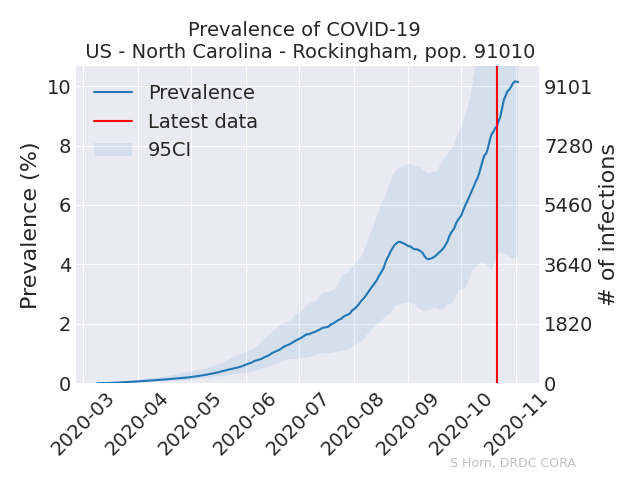 Prevalence of COVID-19
US - North Carolina - Rockingham, pop. 91010
Prevalence
Latest data
95CI
Prevalence (%)
10
8
6
4
2
0
9101
7280
5460
3640
1820
0
# of infections
2020-03
2020-04
2020-05
2020-06
2020-07
2020-08
2020-09
2020-10
2020-11
S Horn, DRDC CORA